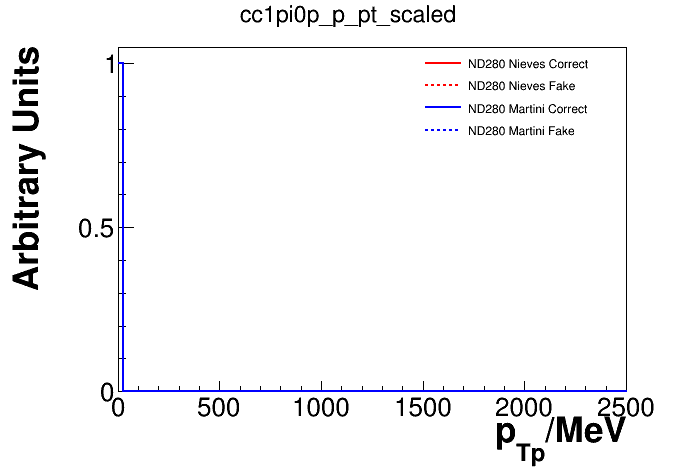 cc1pi0p_p_pt_scaled
Arbitrary Units
1
0.5
0
ND280 Nieves Correct
ND280 Nieves Fake
ND280 Martini Correct
ND280 Martini Fake
0 500 1000 1500 2000 2500
pTp/MeV